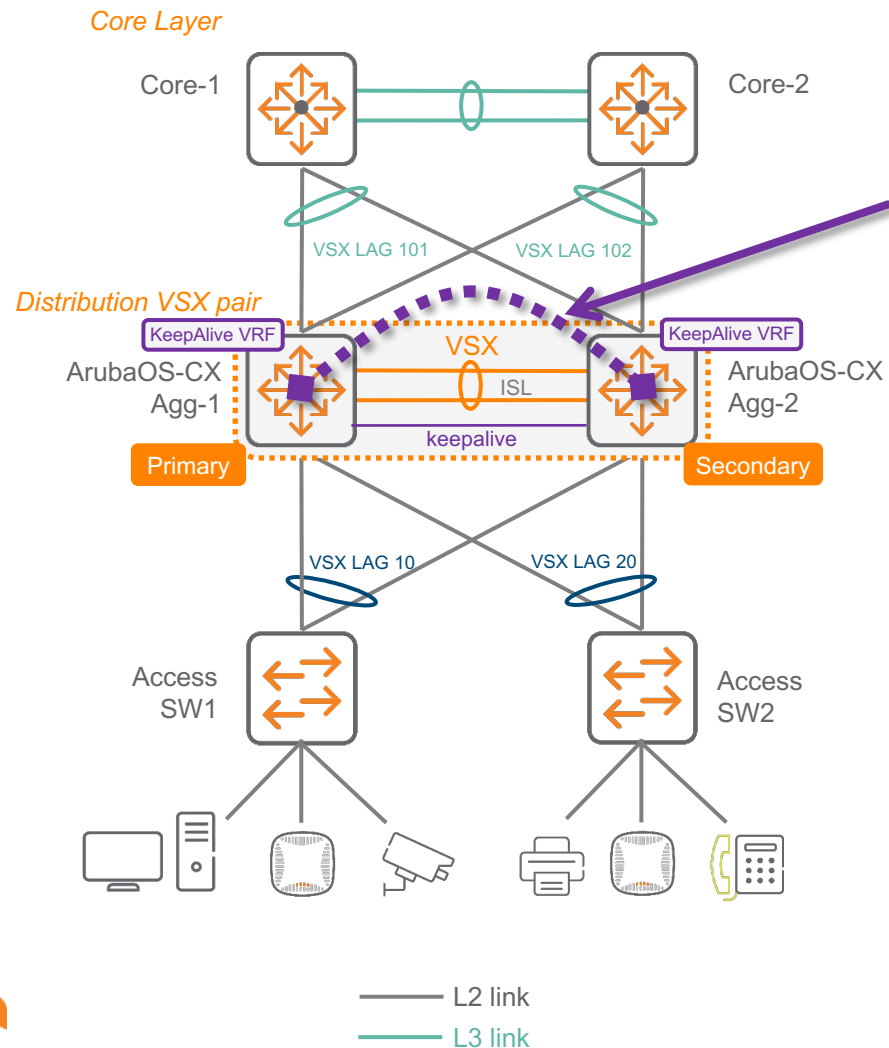 Core Layer
Core-1
Core-2
VSX LAG 101
VSX LAG 102
Distribution VSX pair
KeepAlive VRF
KeepAlive VRF
VSX
ArubaOS-CX
Agg-1
ISL
ArubaOS-CX
Agg-2
keepalive
Primary
Secondary
VSX LAG 10
VSX LAG 20
Access
SW1
Access
SW2
L2 link
L3 link